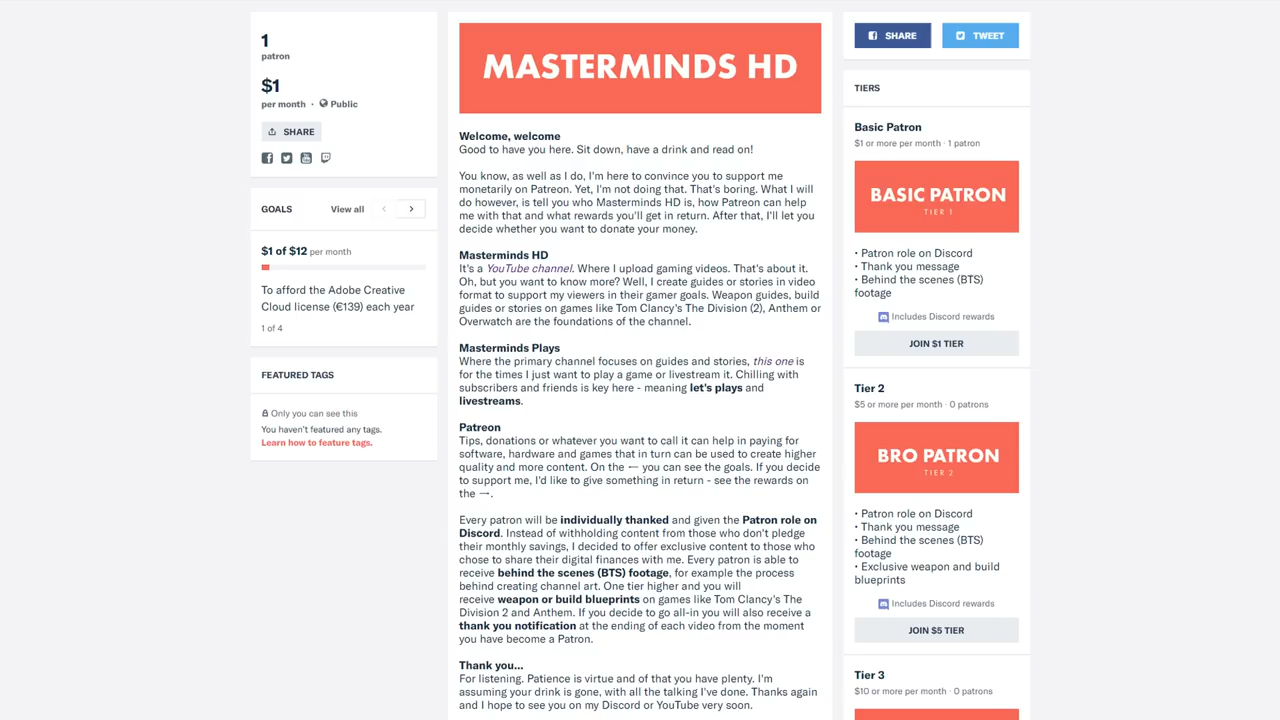 1
patron
$1
per month · Public
SHARE
GOALS
View all
$1 of $12 per month
To afford the Adobe Creative
Cloud license (€139) each year
1 of 4
FEATURED TAGS
Only you can see this
You haven't featured any tags.
Learn how to feature tags.
MASTERMINDS HD
Welcome, welcome
Good to have you here. Sit down, have a drink and read on!
You know, as well as I do, I'm here to convince you to support me
monetarily on Patreon. Yet, I'm not doing that. That's boring. What I will
do however, is tell you who Masterminds HD is, how Patreon can help
me with that and what rewards you'll get in return. After that, I'll let you
decide whether you want to donate your money.
Masterminds HD
It's a YouTube channel. Where I upload gaming videos. That's about it.
Oh, but you want to know more? Well, I create guides or stories in video
format to support my viewers in their gamer goals. Weapon guides, build
guides or stories on games like Tom Clancy's The Division (2), Anthem or
Overwatch are the foundations of the channel.
Masterminds Plays
Where the primary channel focuses on guides and stories, this one is
for the times I just want to play a game or livestream it. Chilling with
subscribers and friends is key here - meaning let's plays and
livestreams.
Patreon
Tips, donations or whatever you want to call it can help in paying for
software, hardware and games that in turn can be used to create higher
quality and more content. On the ← you can see the goals. If you decide
to support me, I'd like to give something in return - see the rewards on
the →.
Every patron will be individually thanked and given the Patron role on
Discord. Instead of withholding content from those who don't pledge
their monthly savings, I decided to offer exclusive content to those who
chose to share their digital finances with me. Every patron is able to
receive behind the scenes (BTS) footage, for example the process
behind creating channel art. One tier higher and you will
receive weapon or build blueprints on games like Tom Clancy's The
Division 2 and Anthem. If you decide to go all-in you will also receive a
thank you notification at the ending of each video from the moment
you have become a Patron.
Thank you...
For listening. Patience is virtue and of that you have plenty. I'm
assuming your drink is gone, with all the talking I've done. Thanks again
and I hope to see you on my Discord or YouTube very soon.
SHARE
TWEET
TIERS
Basic Patron
$1 or more per month · 1 patron
BASIC PATRON
TIER 1
• Patron role on Discord
• Thank you message
• Behind the scenes (BTS)
footage
Includes Discord rewards
JOIN $1 TIER
Tier 2
$5 or more per month · 0 patrons
BRO PATRON
TIER 2
• Patron role on Discord
• Thank you message
• Behind the scenes (BTS)
footage
• Exclusive weapon and build
blueprints
Includes Discord rewards
JOIN $5 TIER
Tier 3
$10 or more per month · 0 patrons